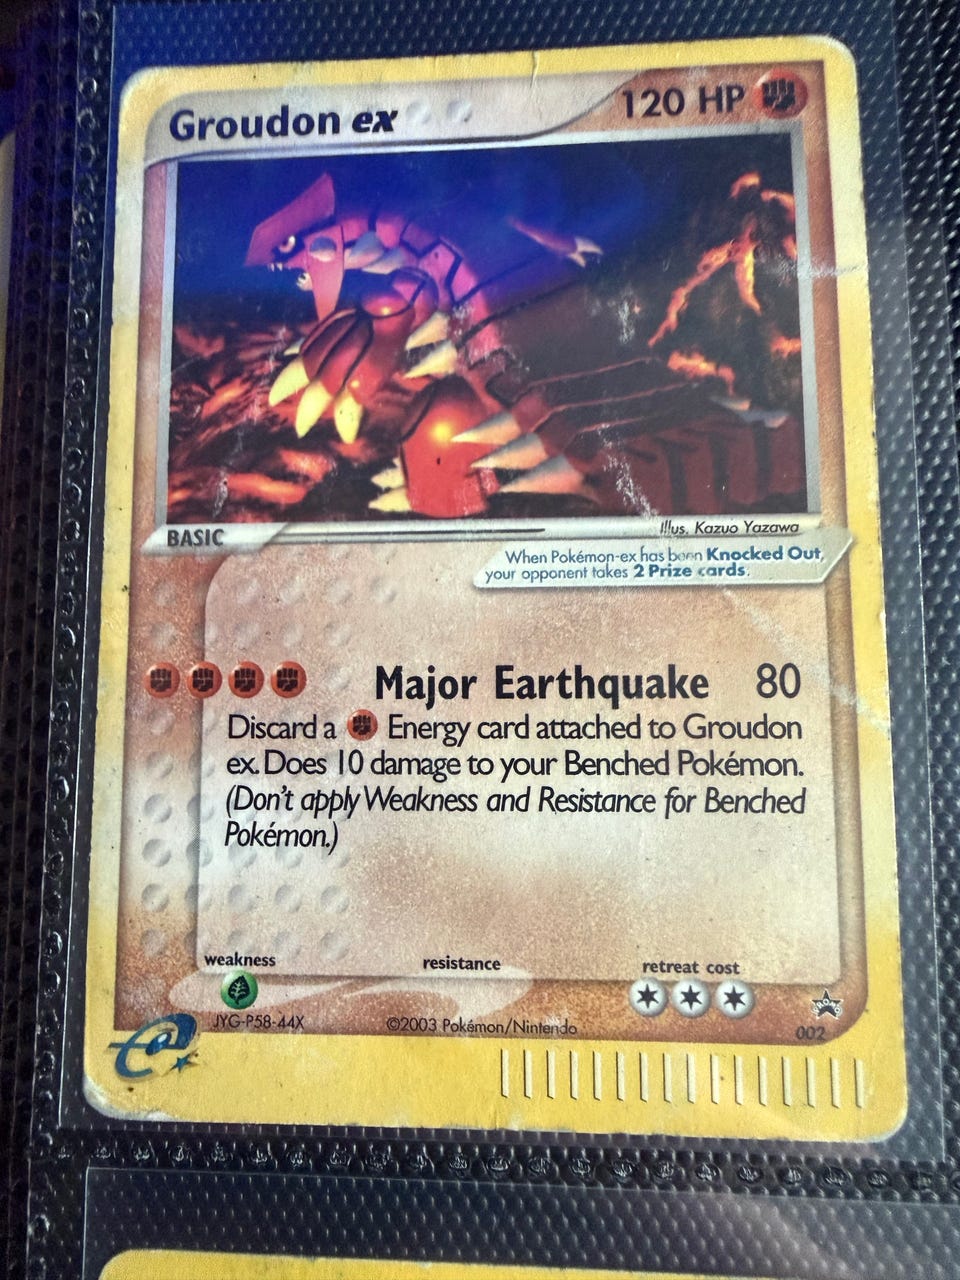 Groudon ex
120 HP
BASIC
Illus. Kazuo Yazawa
When Pokémon-ex has been Knocked Out,
your opponent takes 2 Prize cards.
Major Earthquake 80
Discard a Energy card attached to Groudon
ex. Does 10 damage to your Benched Pokémon.
(Don't apply Weakness and Resistance for Benched
Pokémon.)
weakness
resistance
retreat cost
JYG-P58-44X
©2003 Pokémon/Nintendo
PROMO
002
e